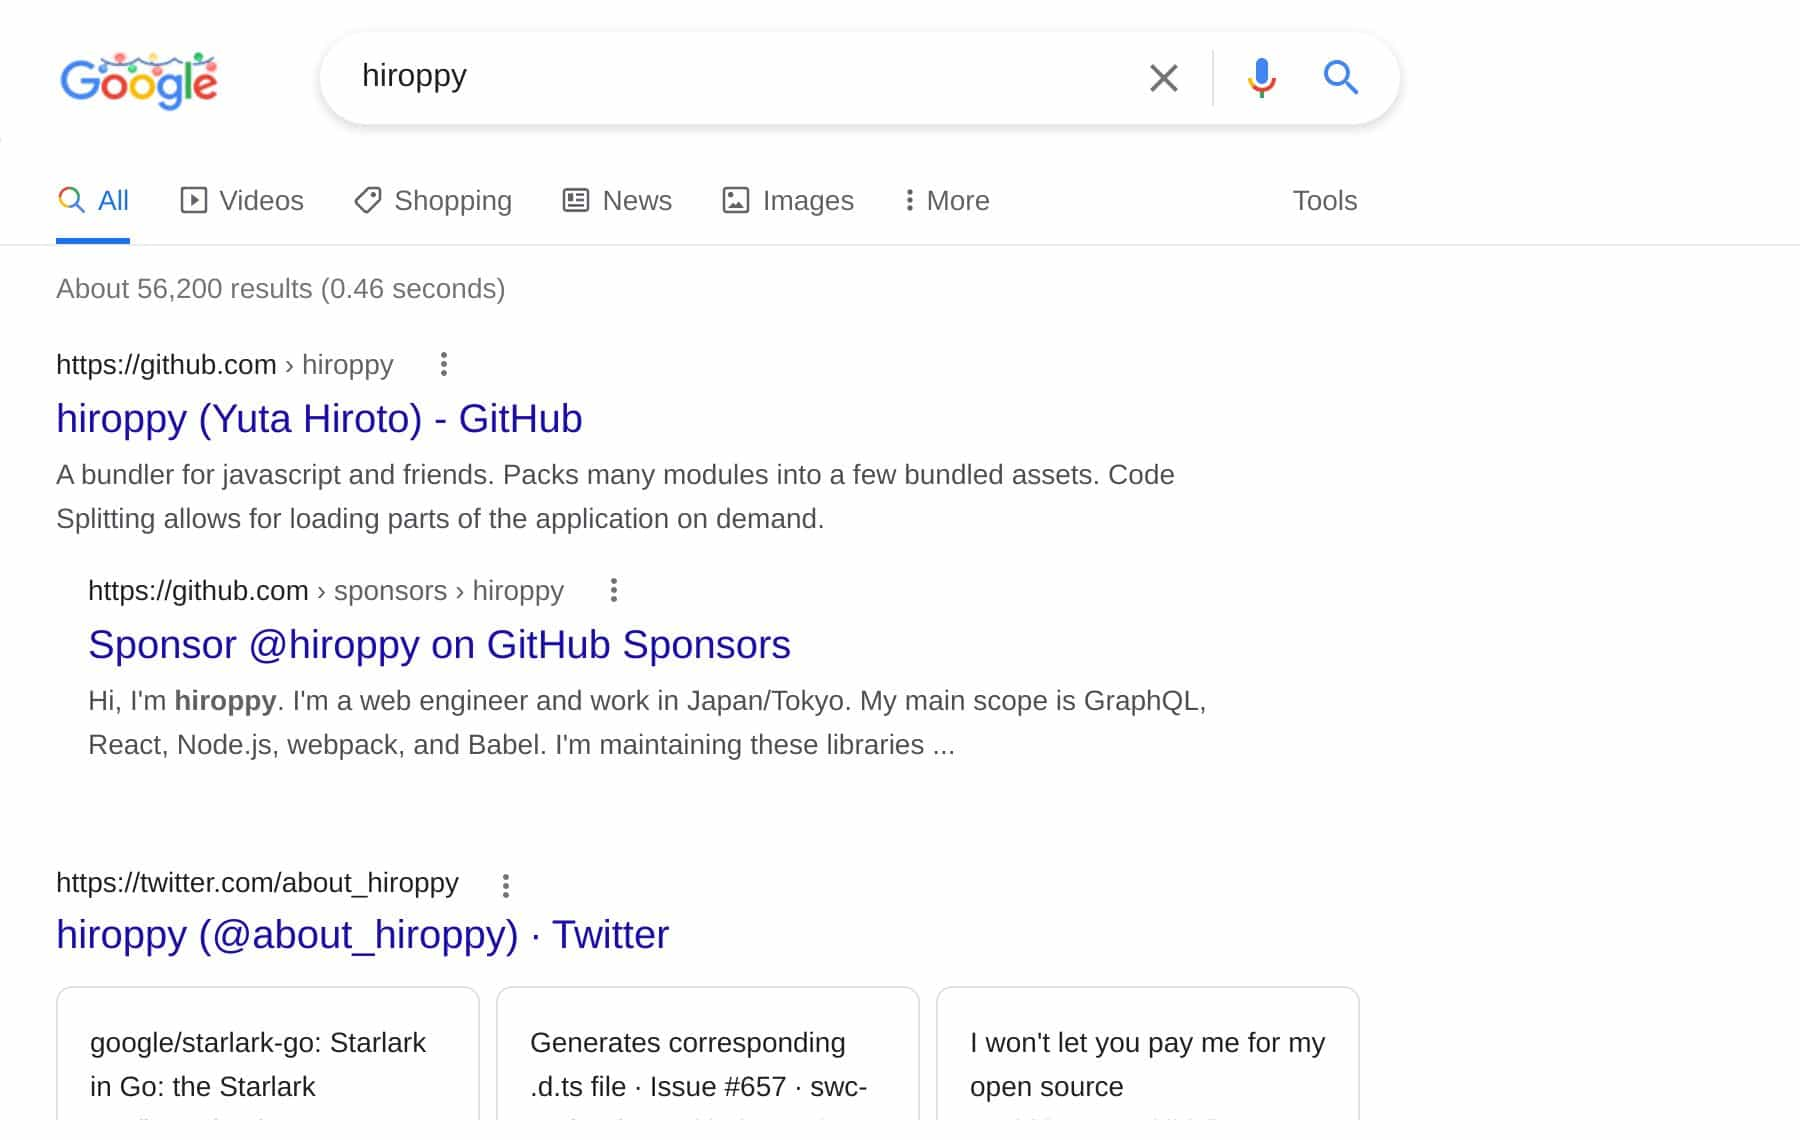 Google
hiroppy
All Videos Shopping News Images More Tools
About 56,200 results (0.46 seconds)
https://github.com › hiroppy
hiroppy (Yuta Hiroto) - GitHub
A bundler for javascript and friends. Packs many modules into a few bundled assets. Code
Splitting allows for loading parts of the application on demand.
https://github.com › sponsors › hiroppy
Sponsor @hiroppy on GitHub Sponsors
Hi, I'm hiroppy. I'm a web engineer and work in Japan/Tokyo. My main scope is GraphQL,
React, Node.js, webpack, and Babel. I'm maintaining these libraries ...
https://twitter.com/about_hiroppy
hiroppy (@about_hiroppy) · Twitter
google/starlark-go: Starlark
in Go: the Starlark
Generates corresponding
.d.ts file · Issue #657 · swc-
I won't let you pay me for my
open source